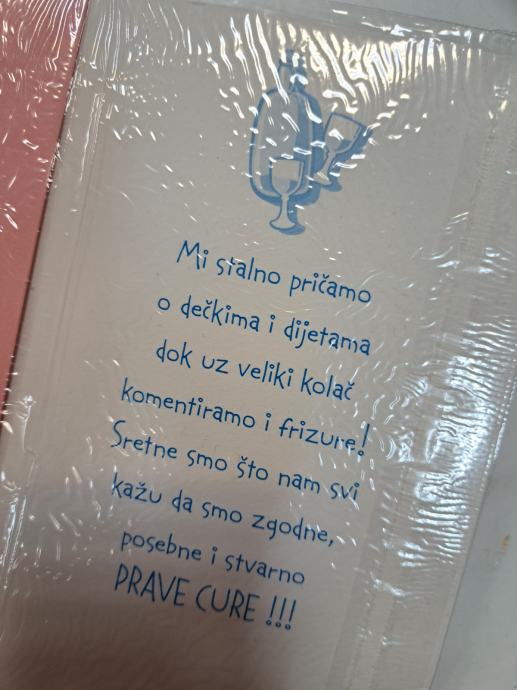 Mi stalno pričamo
o dečkima i dijetama
dok uz veliki kolač
komentiramo i frizure!
Sretne smo što nam svi
kažu da smo zgodne,
posebne i stvarno
PRAVE CURE !!!